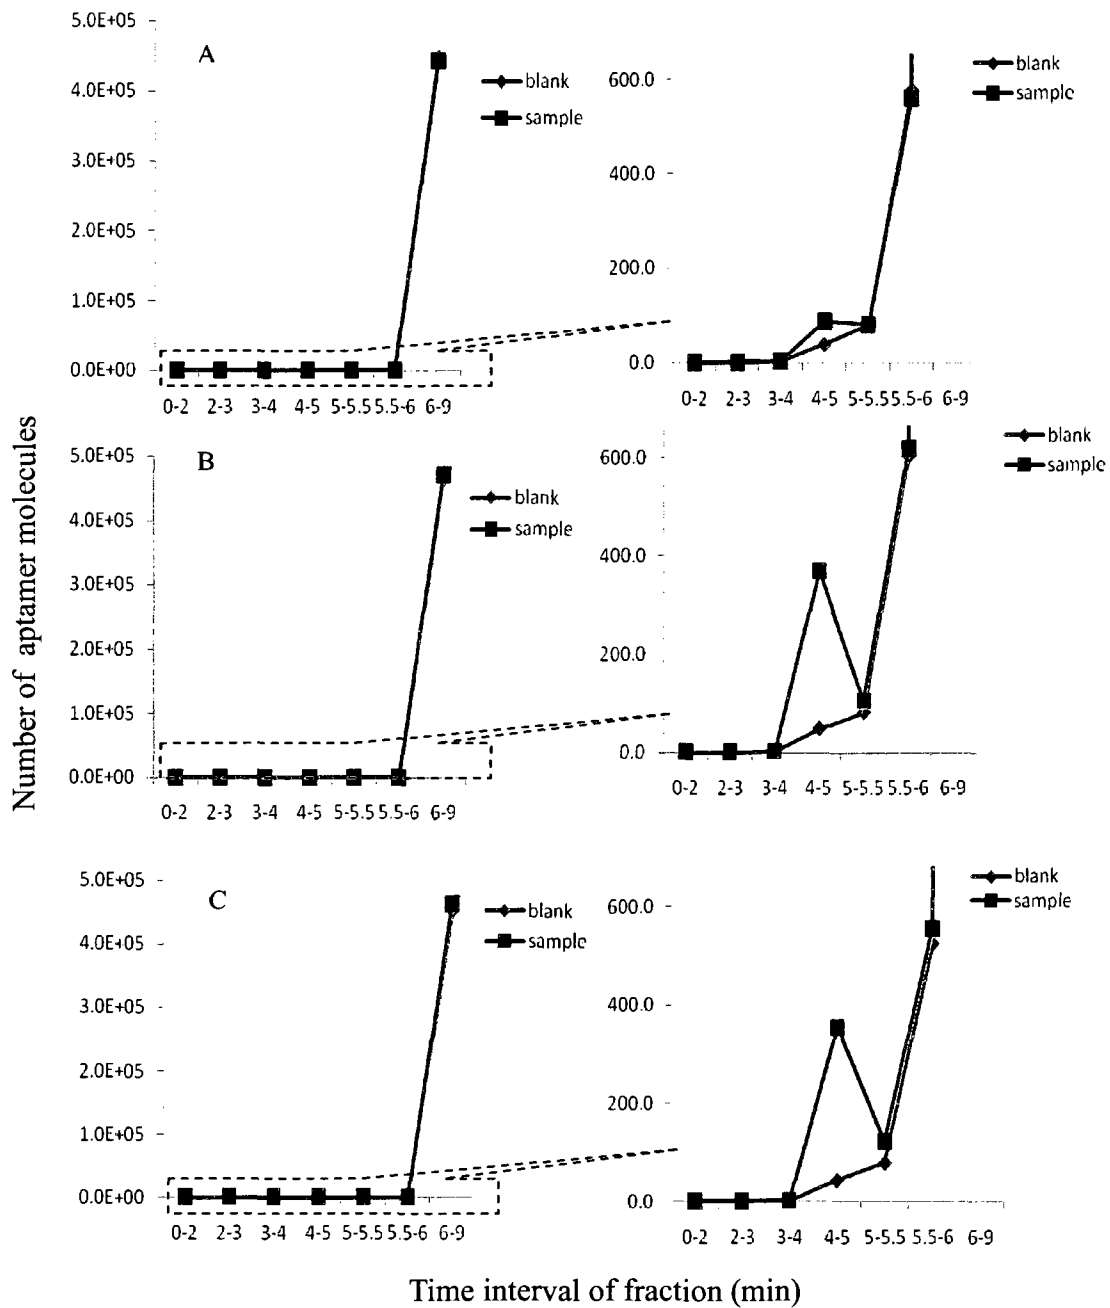 5.0E+05
A
4.0E+05
3.0E+05
2.0E+05
1.0E+05
0.0E+00
0-2 2-3 3-4 4-5 5-5.5 5.5-6 6-9
blank
sample
600.0
400.0
200.0
0.0
0-2 2-3 3-4 4-5 5-5.5 5.5-6 6-9
blank
sample
5.0E+05
B
4.0E+05
3.0E+05
2.0E+05
1.0E+05
0.0E+00
0-2 2-3 3-4 4-5 5-5.5 5.5-6 6-9
blank
sample
600.0
400.0
200.0
0.0
0-2 2-3 3-4 4-5 5-5.5 5.5-6 6-9
blank
sample
Number of aptamer molecules
5.0E+05
C
4.0E+05
3.0E+05
2.0E+05
1.0E+05
0.0E+00
0-2 2-3 3-4 4-5 5-5.5 5.5-6 6-9
blank
sample
600.0
400.0
200.0
0.0
0-2 2-3 3-4 4-5 5-5.5 5.5-6 6-9
blank
sample
Time interval of fraction (min)